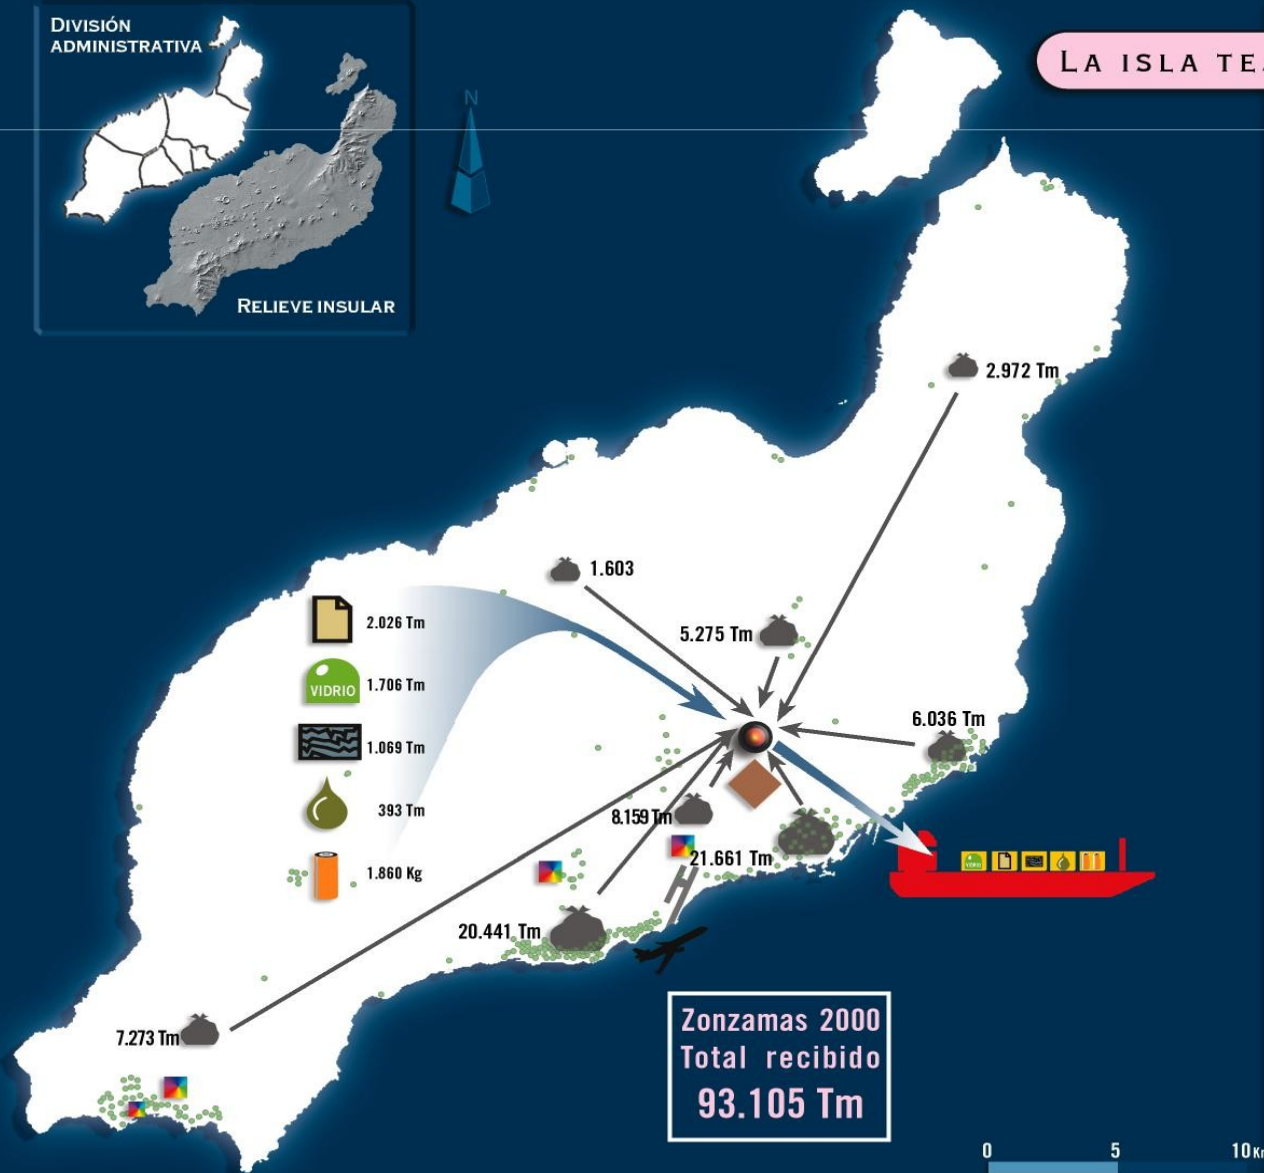 DIVISIÓN
ADMINISTRATIVA
RELIEVE INSULAR
N
LA ISLA TE
2.972 Tm
1.603
5.275 Tm
2.026 Tm
VIDRIO 1.706 Tm
1.069 Tm
393 Tm
1.860 Kg
6.036 Tm
8.159 Tm
21.661 Tm
VIDRIO
20.441 Tm
7.273 Tm
Zonzamas 2000
Total recibido
93.105 Tm
0 5 10 K